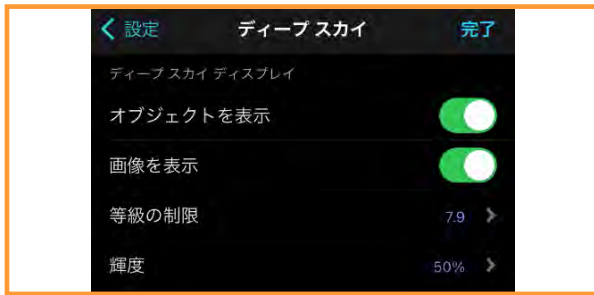 設定 ディープ スカイ 完了
ディープ スカイ ディスプレイ
オブジェクトを表示
画像を表示
等級の制限 7.9
輝度 50%